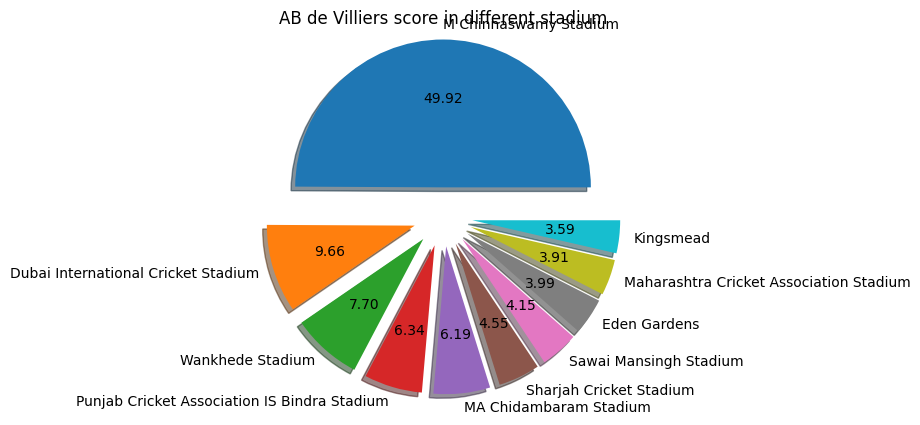 AB de Villiers score in different stadium
M Chinnaswamy Stadium
49.92
Dubai International Cricket Stadium
9.66
Wankhede Stadium
7.70
Punjab Cricket Association IS Bindra Stadium
6.34
MA Chidambaram Stadium
6.19
Sharjah Cricket Stadium
4.55
Sawai Mansingh Stadium
4.15
Eden Gardens
3.99
Maharashtra Cricket Association Stadium
3.91
Kingsmead
3.59